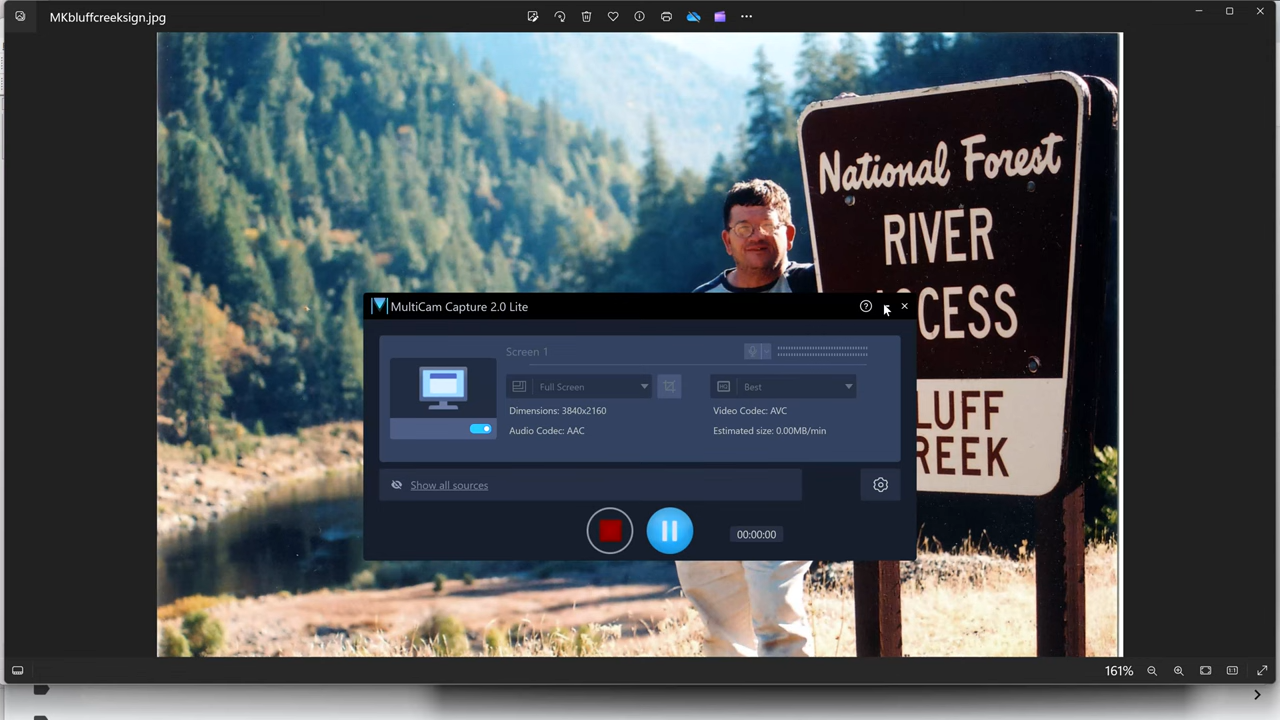 MKbluffcreeksign.jpg
National Forest
RIVER
CESS
LUFF
REEK
MultiCam Capture 2.0 Lite
Screen 1
Full Screen
Best
Dimensions: 3840x2160
Video Codec: AVC
Audio Codec: AAC
Estimated size: 0.00MB/min
Show all sources
00:00:00
161%